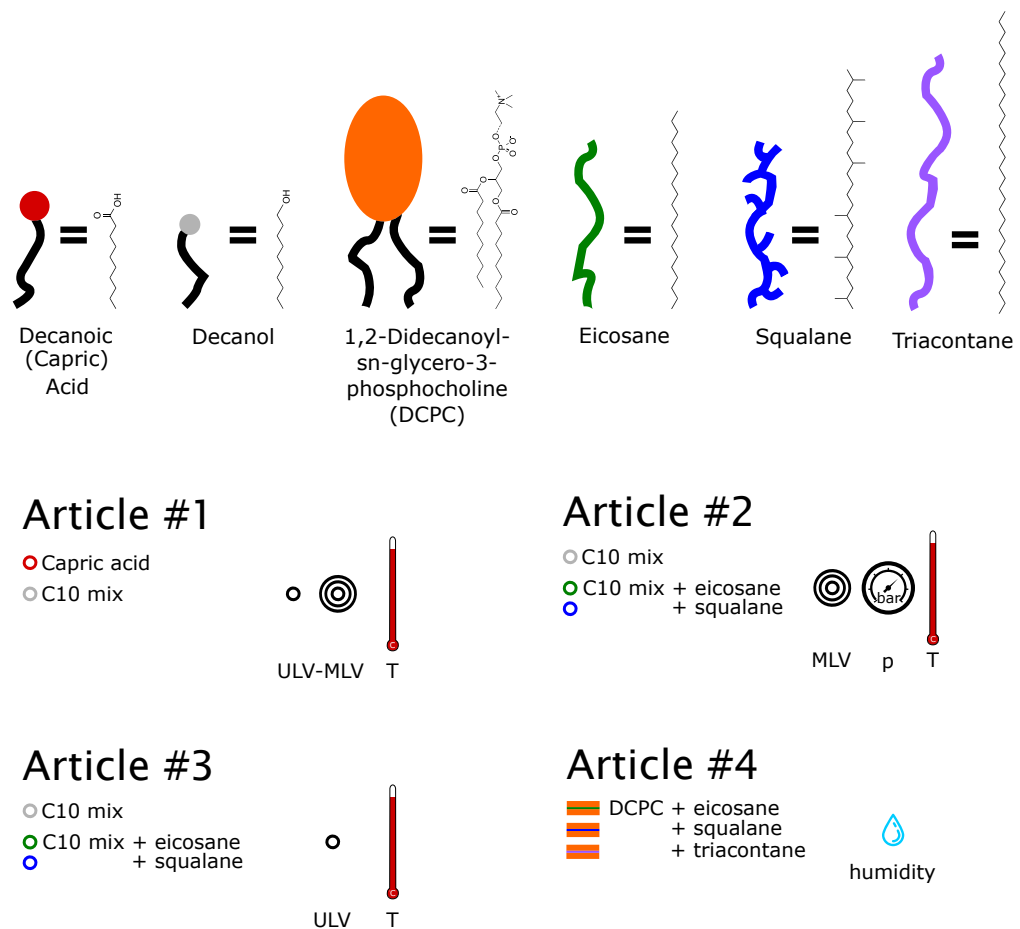 OH
O
OH
N+
O
P
O-
O
O
O
O
O
O
= = = = = =
Decanoic
(Capric)
Acid
Decanol
1,2-Didecanoyl-
sn-glycero-3-
phosphocholine
(DCPC)
Eicosane
Squalane
Triacontane
Article #1
Capric acid
C10 mix
C
ULV-MLV T
Article #2
C10 mix
C10 mix + eicosane
+ squalane
bar
C
MLV p T
Article #3
C10 mix
C10 mix + eicosane
+ squalane
C
ULV T
Article #4
DCPC + eicosane
+ squalane
+ triacontane
humidity